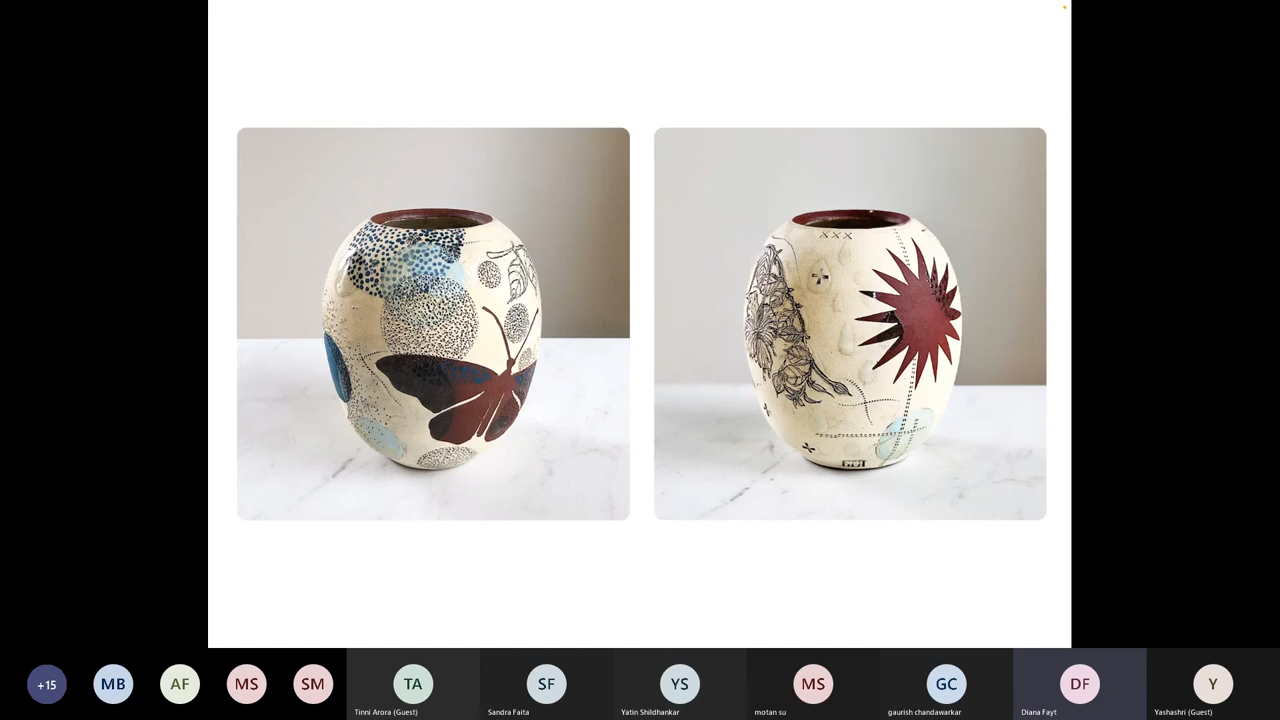 XXX
+15
MB
AF
MS
SM
TA
Tinni Arora (Guest)
SF
Sandra Faita
YS
Yatin Shildhankar
MS
motan su
GC
gaurish chandawarkar
DF
Diana Fayt
Y
Yashashri (Guest)